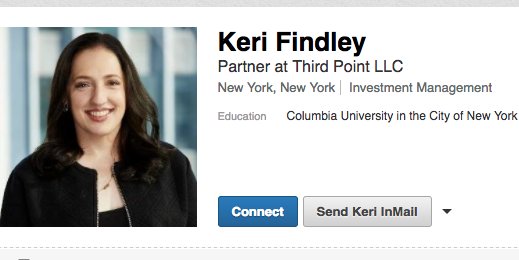 Keri Findley
Partner at Third Point LLC
New York, New York | Investment Management
Education Columbia University in the City of New York
Connect Send Keri InMail